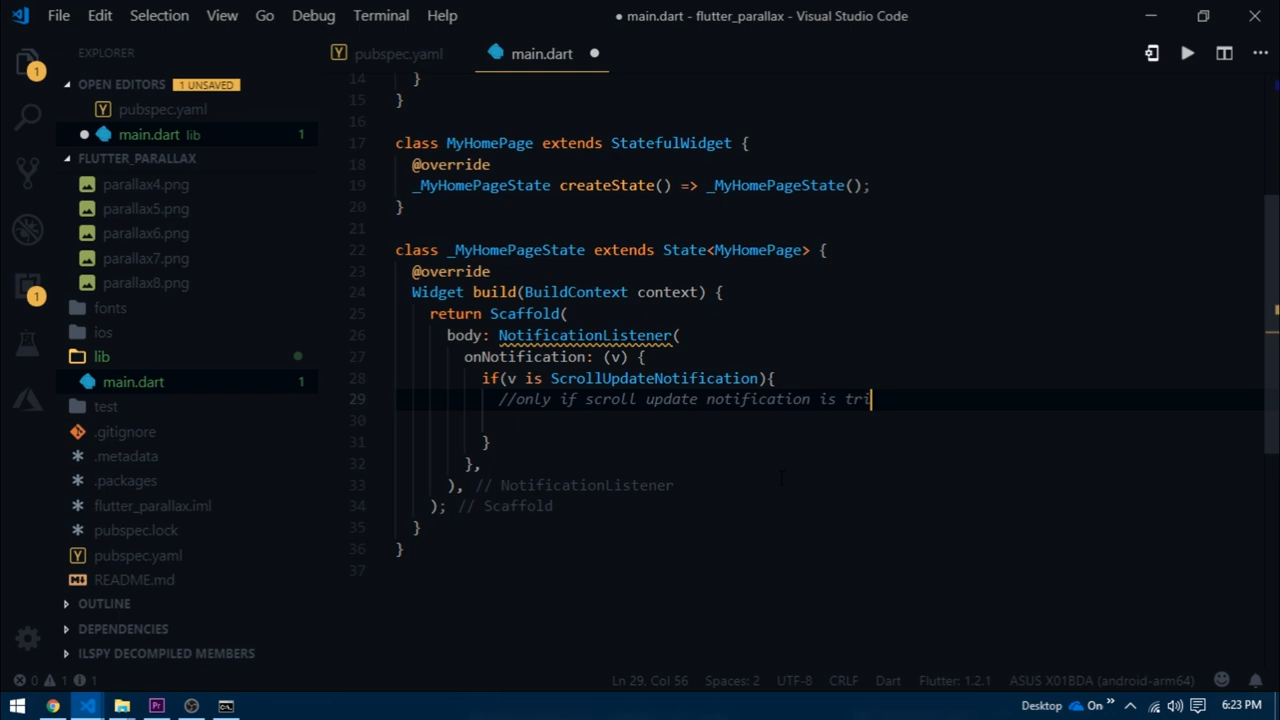 File Edit Selection View Go Debug Terminal Help
● main.dart - flutter_parallax - Visual Studio Code
EXPLORER
OPEN EDITORS 1 UNSAVED
pubspec.yaml
main.dart lib 1
FLUTTER_PARALLAX
parallax4.png
parallax5.png
parallax6.png
parallax7.png
parallax8.png
fonts
ios
lib
main.dart 1
test
.gitignore
.metadata
.packages
flutter_parallax.iml
pubspec.lock
pubspec.yaml
README.md
OUTLINE
DEPENDENCIES
ILSPY DECOMPILED MEMBERS
1
1
pubspec.yaml main.dart
14 }
15 }
16
17 class MyHomePage extends StatefulWidget {
18 @override
19 _MyHomePageState createState() => _MyHomePageState();
20 }
21
22 class _MyHomePageState extends State<MyHomePage> {
23 @override
24 Widget build(BuildContext context) {
25 return Scaffold(
26 body: NotificationListener(
27 onNotification: (v) {
28 if(v is ScrollUpdateNotification){
29 //only if scroll update notification is tri
30
31 }
32 },
33 ), // NotificationListener
34 ); // Scaffold
35 }
36 }
37
0 1 1 Ln 29, Col 56 Spaces: 2 UTF-8 CRLF Dart Flutter: 1.2.1 ASUS X01BDA (android-arm64)
Desktop On 6:23 PM